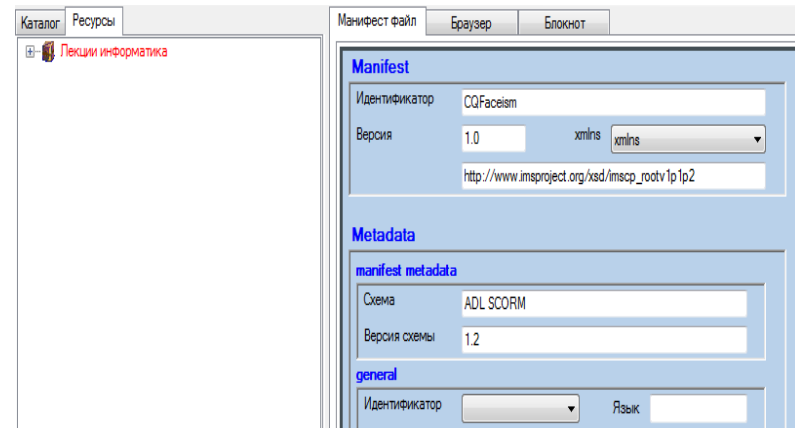 Каталог Ресурсы
Лекции информатика
Манифест файл Браузер Блокнот
Manifest
Идентификатор CQFaceism
Версия 1.0 xmlns xmlns
http://www.imsproject.org/xsd/imscp_rootv1p1p2
Metadata
manifest metadata
Схема ADL SCORM
Версия схемы 1.2
general
Идентификатор Язык